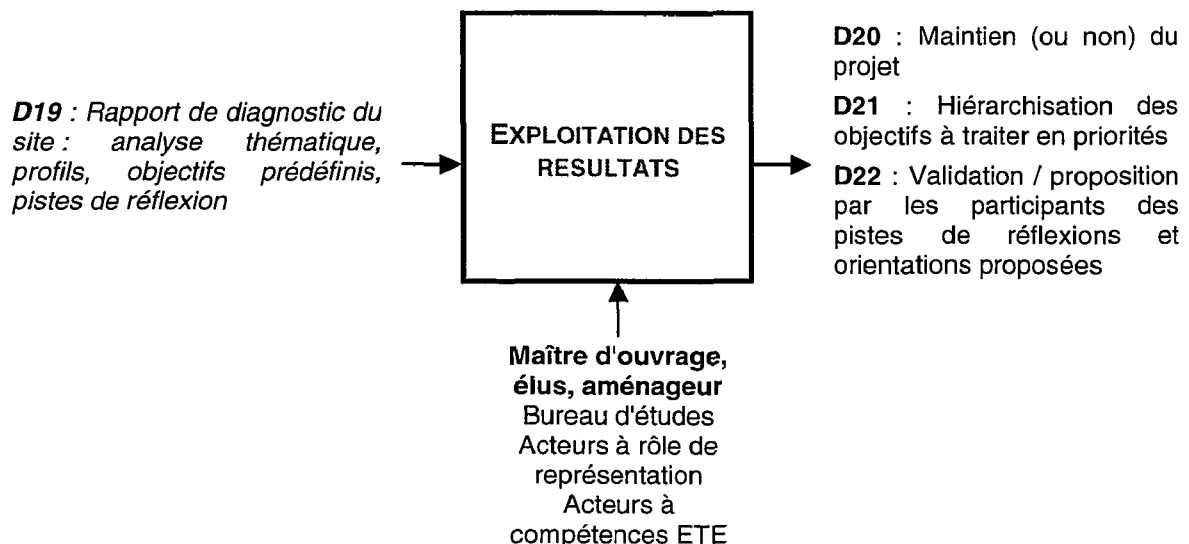 D19 : Rapport de diagnostic du
site : analyse thématique,
profils, objectifs prédéfinis,
pistes de réflexion
EXPLOITATION DES
RESULTATS
D20 : Maintien (ou non) du
projet
D21 : Hiérarchisation des
objectifs à traiter en priorités
D22 : Validation / proposition
par les participants des
pistes de réflexions et
orientations proposées
Maître d'ouvrage,
élus, aménageur
Bureau d'études
Acteurs à rôle de
représentation
Acteurs à
compétences ETE